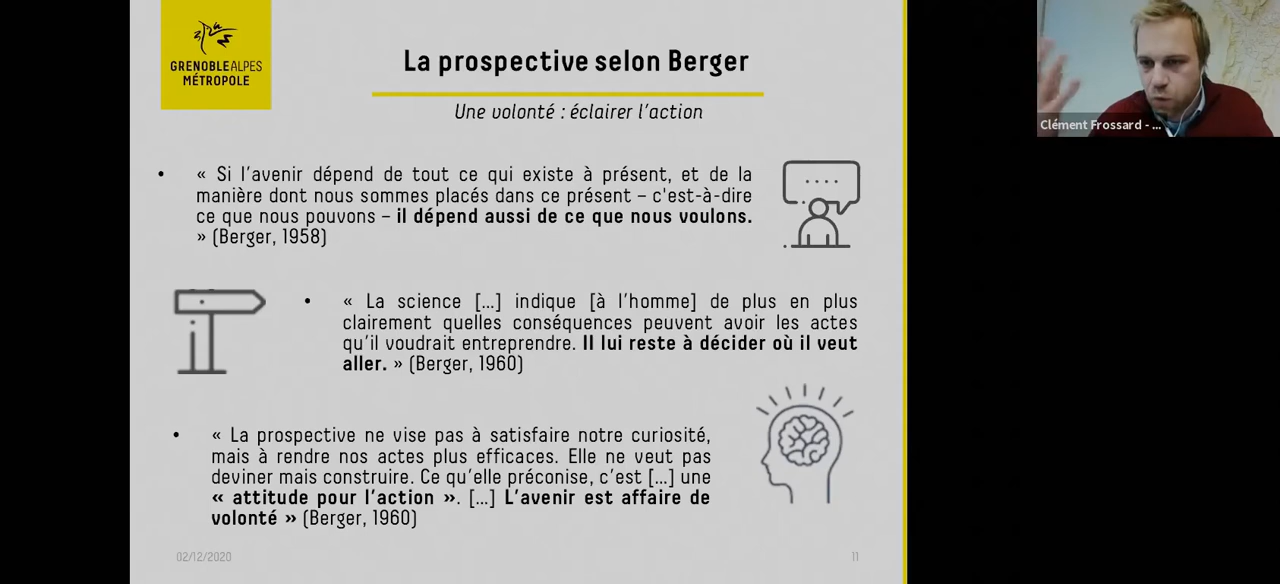 GRENOBLEALPES
MÉTROPOLE
La prospective selon Berger
Une volonté : éclairer l'action
Clément Frossard - ...
• « Si l'avenir dépend de tout ce qui existe à présent, et de la
manière dont nous sommes placés dans ce présent – c'est-à-dire
ce que nous pouvons – il dépend aussi de ce que nous voulons.
» (Berger, 1958)
• « La science [...] indique [à l'homme] de plus en plus
clairement quelles conséquences peuvent avoir les actes
qu'il voudrait entreprendre. Il lui reste à décider où il veut
aller. » (Berger, 1960)
• « La prospective ne vise pas à satisfaire notre curiosité,
mais à rendre nos actes plus efficaces. Elle ne veut pas
deviner mais construire. Ce qu'elle préconise, c'est [...] une
« attitude pour l'action ». [...] L'avenir est affaire de
volonté » (Berger, 1960)
02/12/2020
11